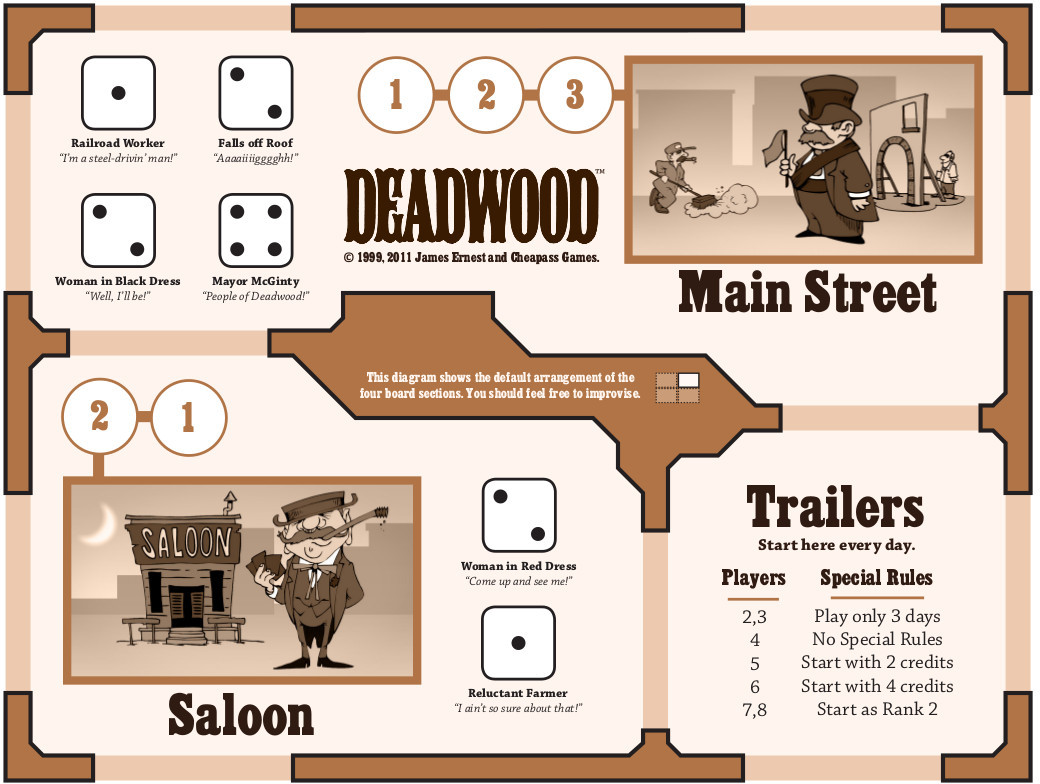 Railroad Worker
“I’m a steel-drivin’ man!”
Falls off Roof
“Aaaaiiiiggggghh!”
Woman in Black Dress
“Well, I’ll be!”
Mayor McGinty
“People of Deadwood!”
1 2 3
DEADWOOD™
© 1999, 2011 James Ernest and Cheapass Games.
Main Street
This diagram shows the default arrangement of the
four board sections. You should feel free to improvise.
2 1
SALOON
Saloon
Woman in Red Dress
“Come up and see me!”
Reluctant Farmer
“I ain’t so sure about that!”
Trailers
Start here every day.
Players Special Rules
2,3 Play only 3 days
4 No Special Rules
5 Start with 2 credits
6 Start with 4 credits
7,8 Start as Rank 2